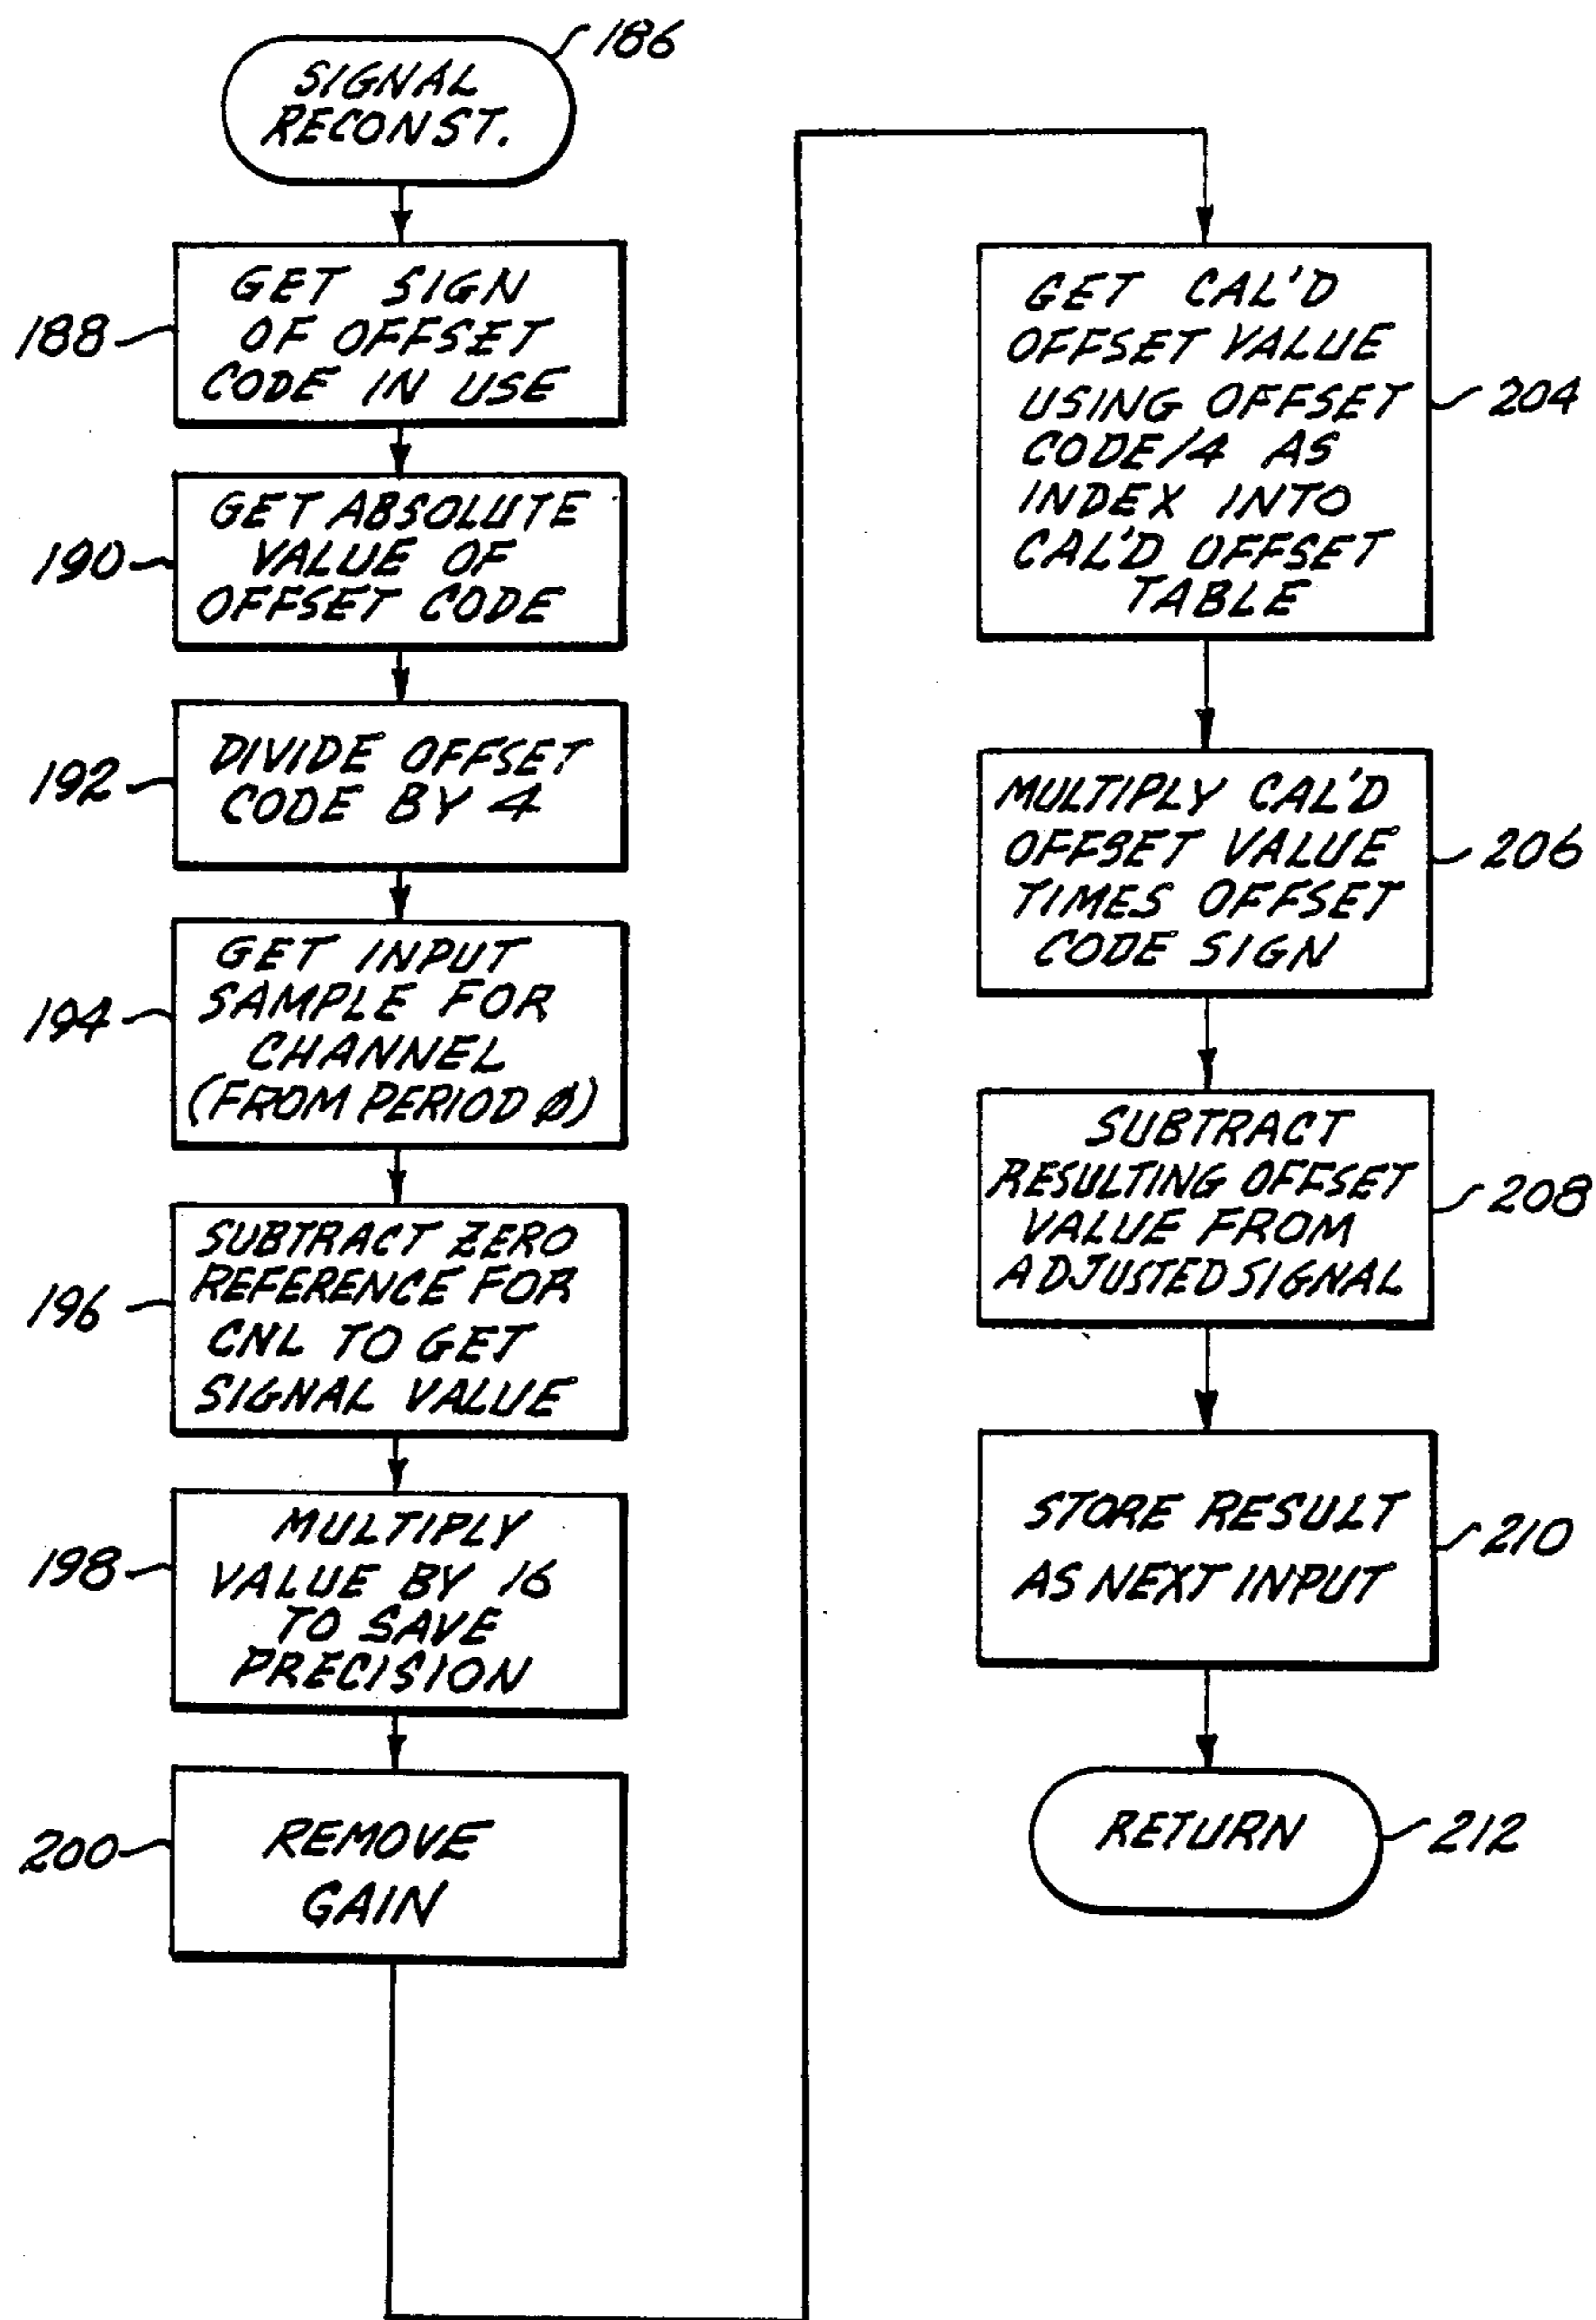 186
SIGNAL
RECONST.
188
GET SIGN
OF OFFSET
CODE IN USE
190
GET ABSOLUTE
VALUE OF
OFFSET CODE
192
DIVIDE OFFSET
CODE BY 4
194
GET INPUT
SAMPLE FOR
CHANNEL
(FROM PERIOD Ø)
196
SUBTRACT ZERO
REFERENCE FOR
CNL TO GET
SIGNAL VALUE
198
MULTIPLY
VALUE BY 16
TO SAVE
PRECISION
200
REMOVE
GAIN
GET CAL'D
OFFSET VALUE
USING OFFSET
CODE/4 AS
INDEX INTO
CAL'D OFFSET
TABLE
204
MULTIPLY CAL'D
OFFSET VALUE
TIMES OFFSET
CODE SIGN
206
SUBTRACT
RESULTING OFFSET
VALUE FROM
ADJUSTED SIGNAL
208
STORE RESULT
AS NEXT INPUT
210
RETURN
212